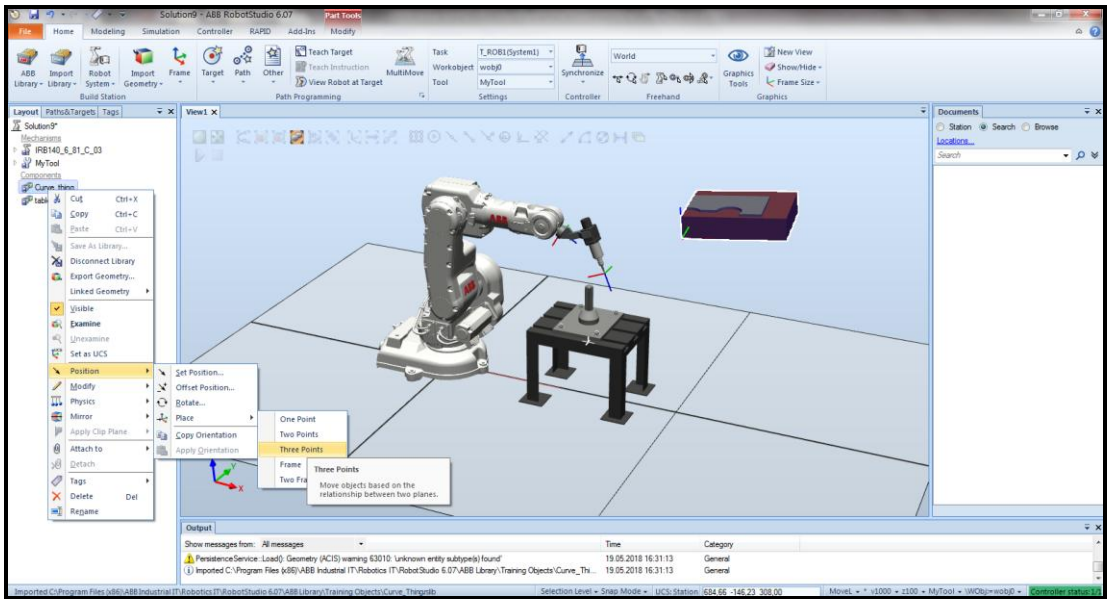 Solution9 - ABB RobotStudio 6.07
Part Tools
File Home Modeling Simulation Controller RAPID Add-Ins Modify
ABB Library
Import Library
Robot System
Import Geometry
Frame
Build Station
Target
Path
Other
Teach Target
Teach Instruction
View Robot at Target
MultiMove
Path Programming
Task T_ROB1(System1)
Workobject wobj0
Tool MyTool
Settings
Synchronize
Controller
World
Freehand
Graphics Tools
New View
Show/Hide
Frame Size
Graphics
Layout Paths&Targets Tags
View1
Documents
Solution9*
Mechanisms
IRB140_6_81_C_03
MyTool
Components
Curve_thing
tabl
Station Search Browse
Locations...
Search
Cut Ctrl+X
Copy Ctrl+C
Paste Ctrl+V
Save As Library...
Disconnect Library
Export Geometry...
Linked Geometry
Visible
Examine
Unexamine
Set as UCS
Position
Modify
Physics
Mirror
Apply Clip Plane
Attach to
Detach
Tags
Delete Del
Rename
Set Position...
Offset Position...
Rotate...
Place
Copy Orientation
Apply Orientation
One Point
Two Points
Three Points
Frame
Two Fra
Three Points
Move objects based on the
relationship between two planes.
ABB
ABB
Y
X
Output
Show messages from: All messages Time Category
PersistenceService::Load(): Geometry (ACIS) warning 63010: 'unknown entity subtype(s) found' 19.05.2018 16:31:13 General
Imported C:\Program Files (x86)\ABB Industrial IT\Robotics IT\RobotStudio 6.07\ABB Library\Training Objects\Curve_Thi... 19.05.2018 16:31:13 General
Imported C:\Program Files (x86)\ABB Industrial IT\Robotics IT\RobotStudio 6.07\ABB Library\Training Objects\Curve_Thing.rslib Selection Level Snap Mode UCS: Station 684,66 -146,23 308,00 MoveL * v1000 z100 MyTool \WObj:=wobj0 Controller status: 1/1